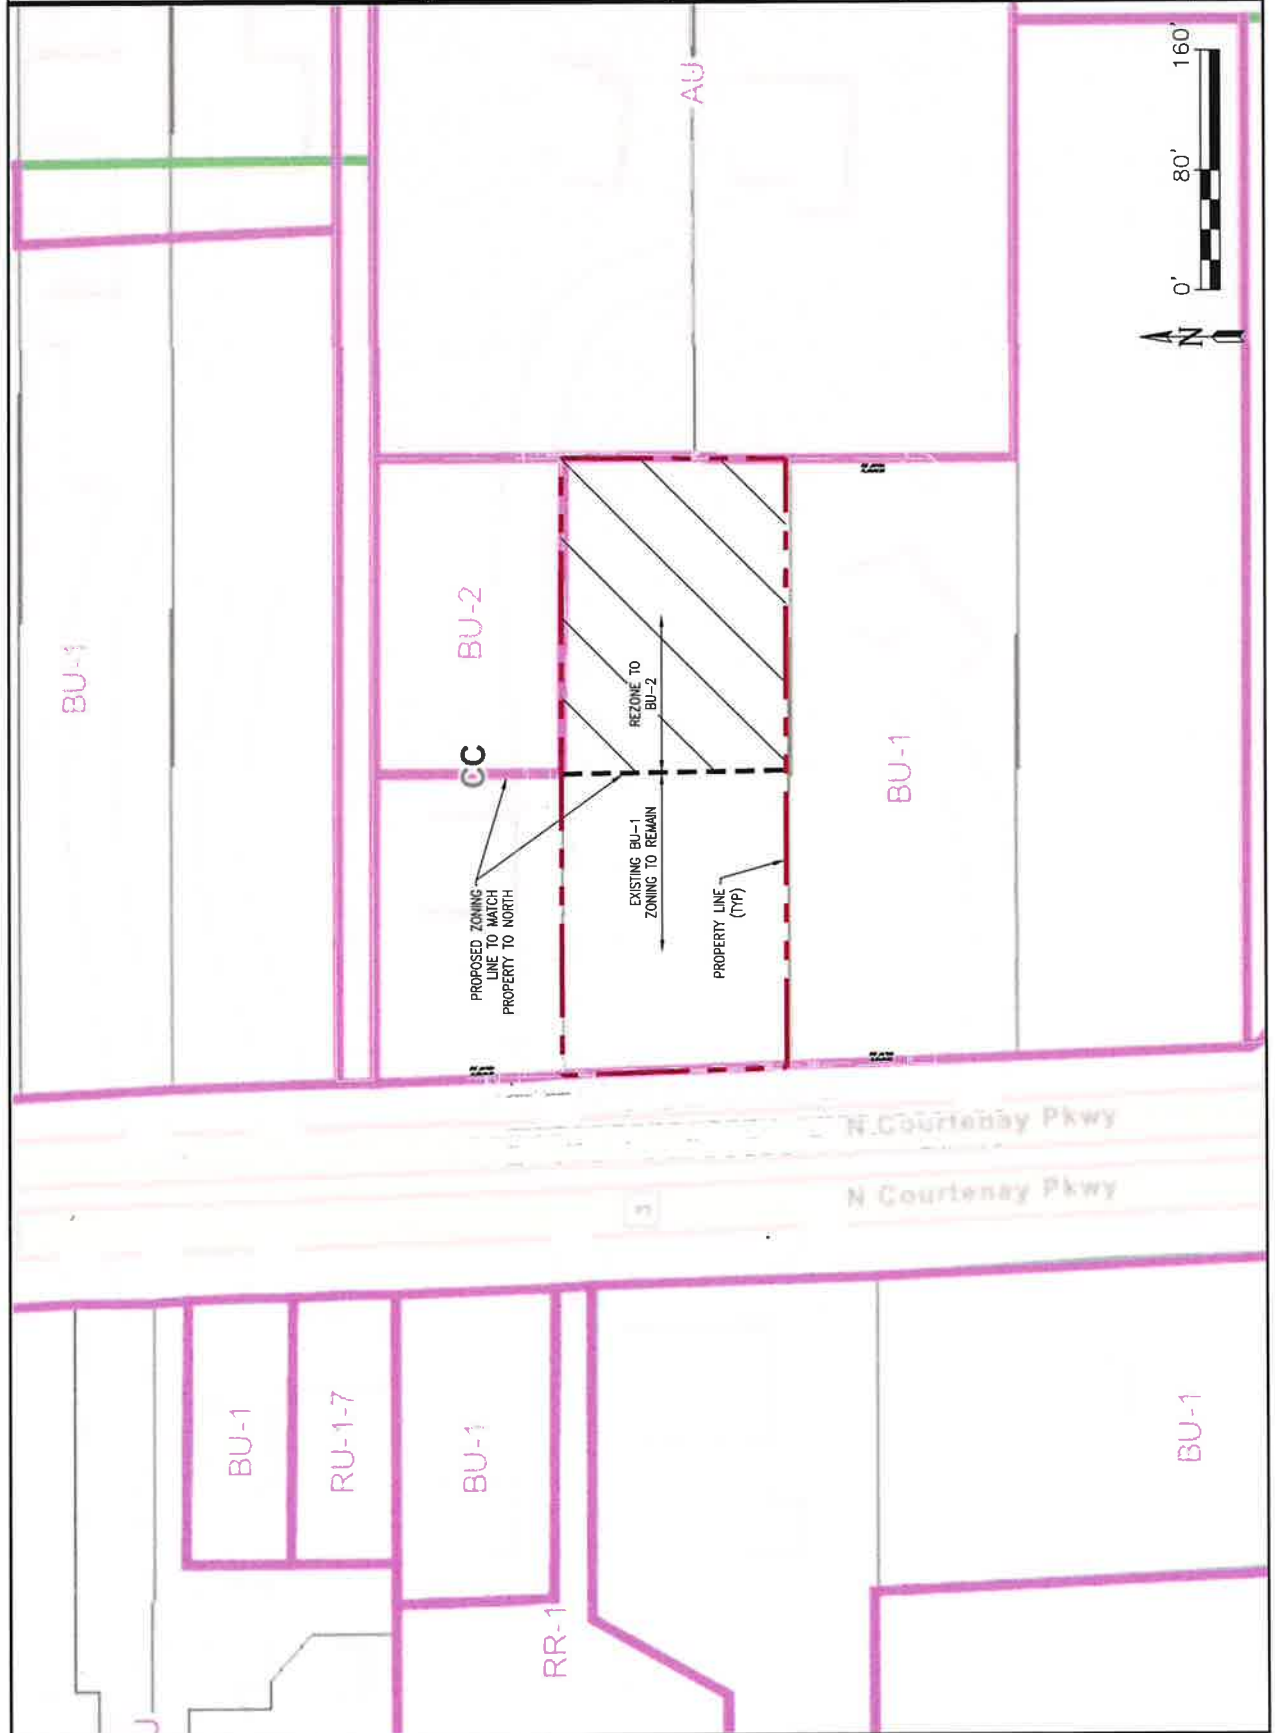 BU-1
AU
BU-2
CC
PROPOSED ZONING
LINE TO MATCH
PROPERTY TO NORTH
REZONE TO
BU-2
EXISTING BU-1
ZONING TO REMAIN
PROPERTY LINE
(TYP)
BU-1
N Courtenay Pkwy
N Courtenay Pkwy
3
BU-1
RU-1-7
BU-1
RR-1
BU-1
N
0'
80'
160'